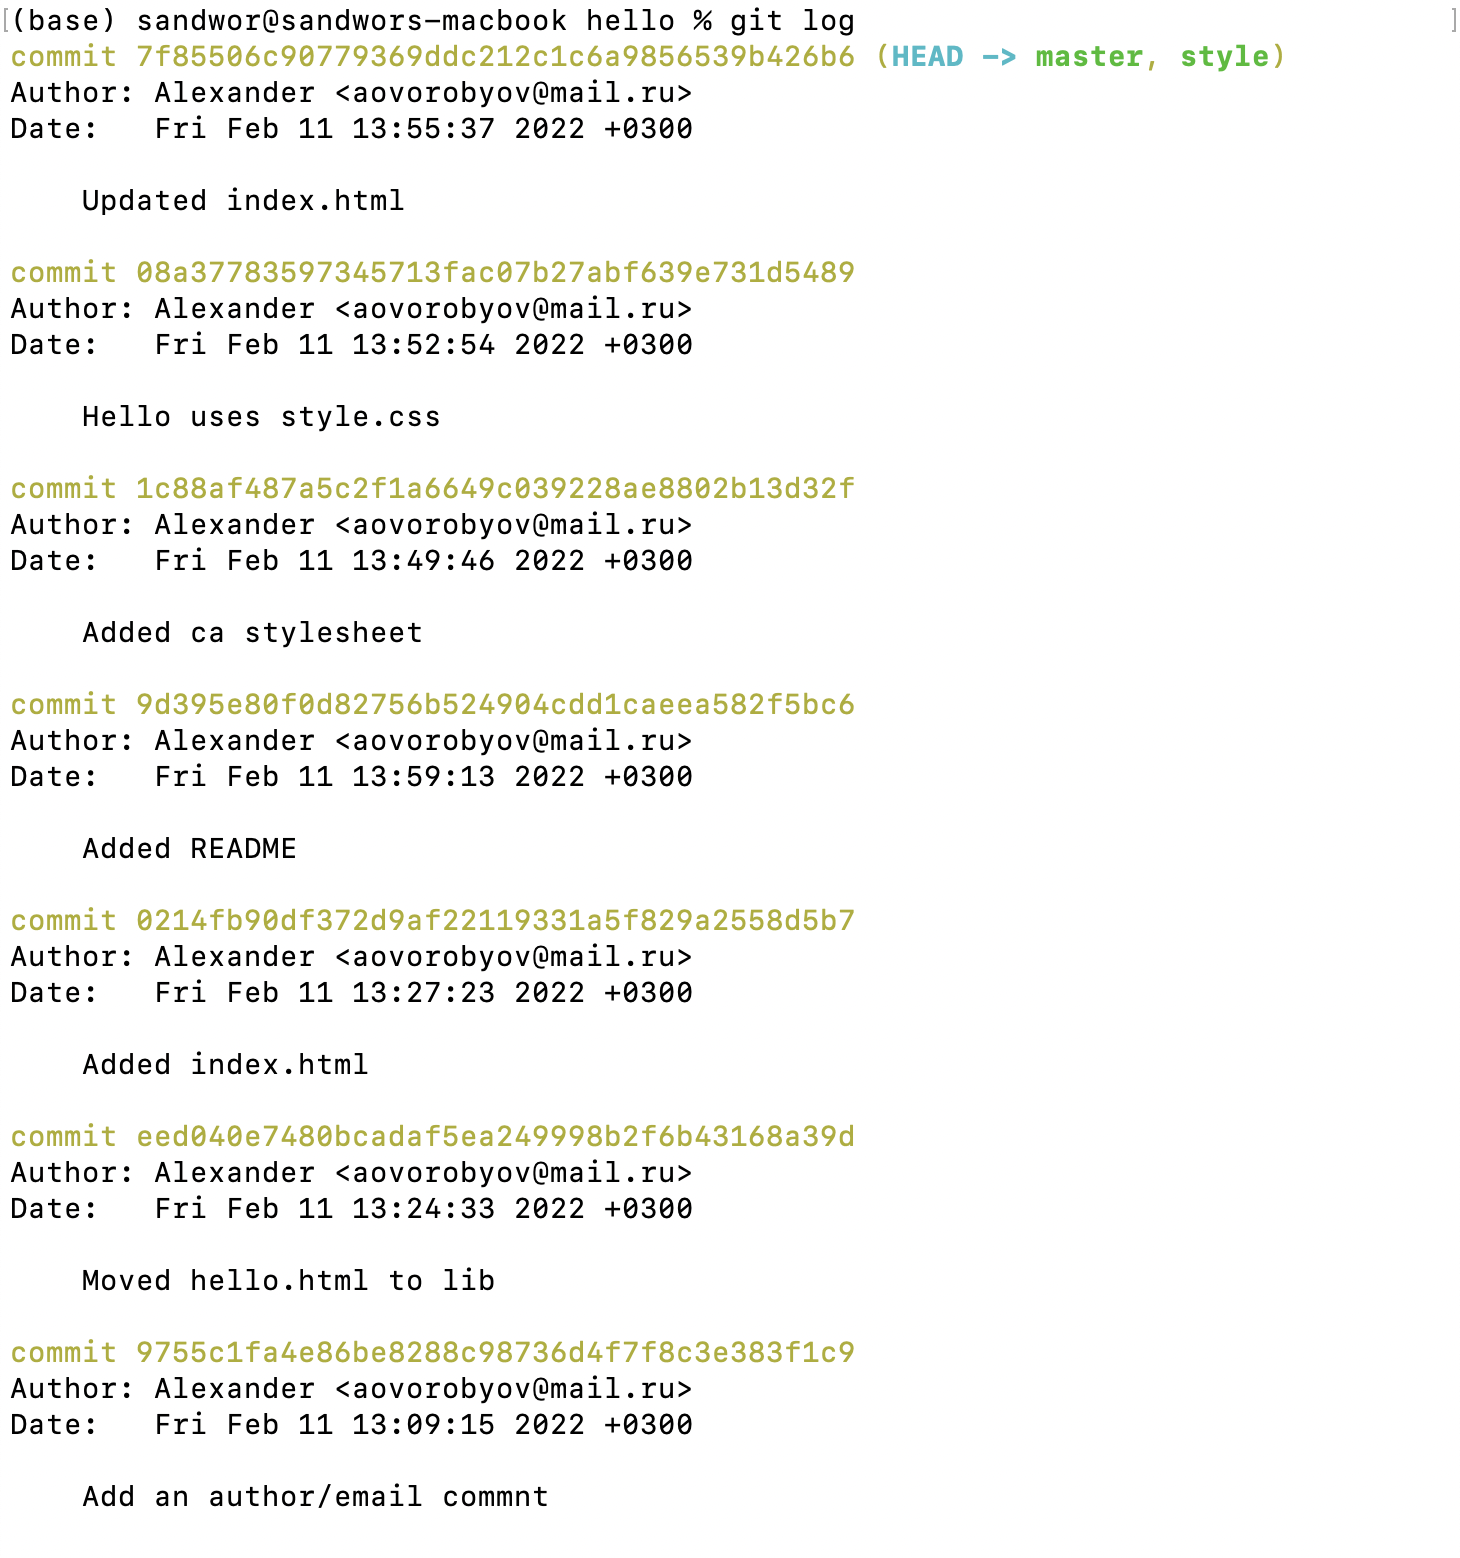 (base) sandwor@sandwors-macbook hello % git log
commit 7f85506c90779369ddc212c1c6a9856539b426b6 (HEAD -> master, style)
Author: Alexander <aovorobyov@mail.ru>
Date:   Fri Feb 11 13:55:37 2022 +0300
Updated index.html
commit 08a37783597345713fac07b27abf639e731d5489
Author: Alexander <aovorobyov@mail.ru>
Date:   Fri Feb 11 13:52:54 2022 +0300
Hello uses style.css
commit 1c88af487a5c2f1a6649c039228ae8802b13d32f
Author: Alexander <aovorobyov@mail.ru>
Date:   Fri Feb 11 13:49:46 2022 +0300
Added ca stylesheet
commit 9d395e80f0d82756b524904cdd1caeea582f5bc6
Author: Alexander <aovorobyov@mail.ru>
Date:   Fri Feb 11 13:59:13 2022 +0300
Added README
commit 0214fb90df372d9af22119331a5f829a2558d5b7
Author: Alexander <aovorobyov@mail.ru>
Date:   Fri Feb 11 13:27:23 2022 +0300
Added index.html
commit eed040e7480bcadaf5ea249998b2f6b43168a39d
Author: Alexander <aovorobyov@mail.ru>
Date:   Fri Feb 11 13:24:33 2022 +0300
Moved hello.html to lib
commit 9755c1fa4e86be8288c98736d4f7f8c3e383f1c9
Author: Alexander <aovorobyov@mail.ru>
Date:   Fri Feb 11 13:09:15 2022 +0300
Add an author/email commnt